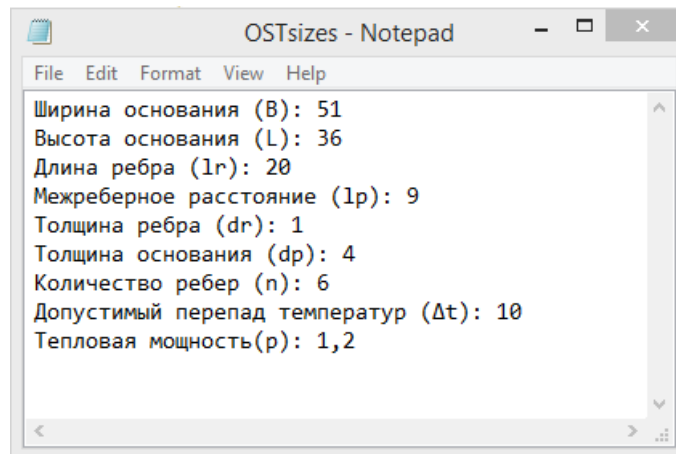 OSTsizes - Notepad
File Edit Format View Help
Ширина основания (B): 51
Высота основания (L): 36
Длина ребра (lr): 20
Межреберное расстояние (lp): 9
Толщина ребра (dr): 1
Толщина основания (dp): 4
Количество ребер (n): 6
Допустимый перепад температур (Δt): 10
Тепловая мощность(p): 1,2